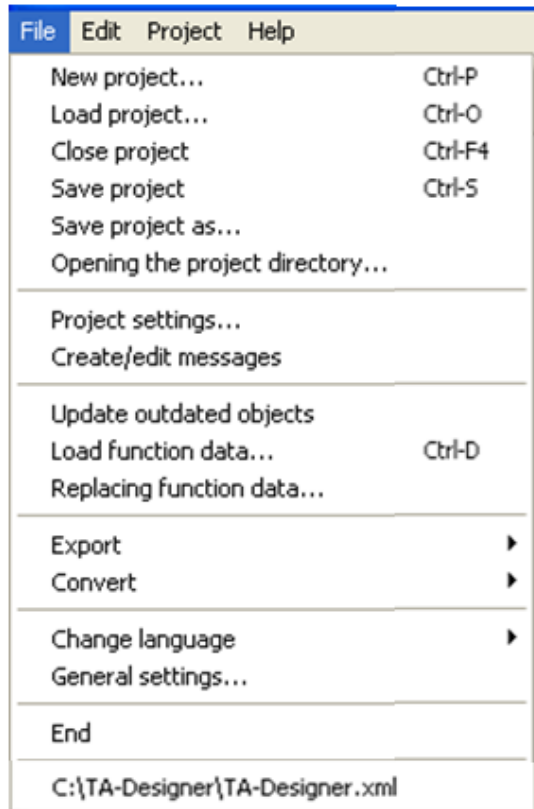 File Edit Project Help
New project... Ctrl-P
Load project... Ctrl-O
Close project Ctrl-F4
Save project Ctrl-S
Save project as...
Opening the project directory...
Project settings...
Create/edit messages
Update outdated objects
Load function data... Ctrl-D
Replacing function data...
Export
Convert
Change language
General settings...
End
C:\TA-Designer\TA-Designer.xml